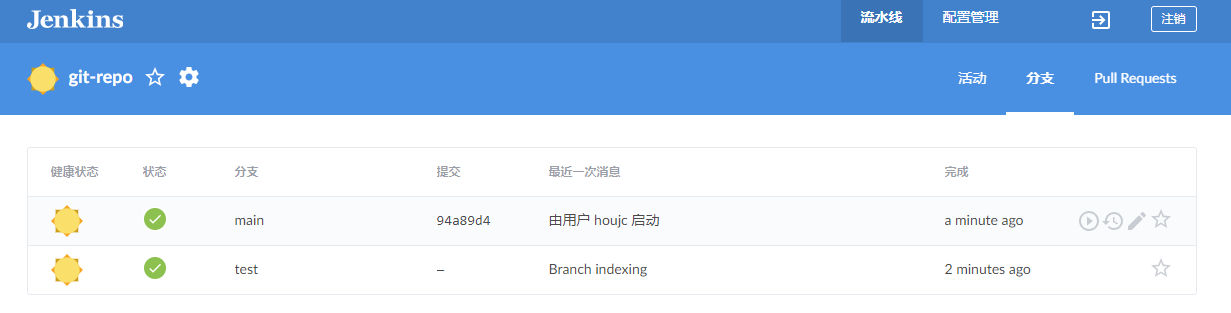 Jenkins 流水线 配置管理 注销
git-repo 活动 分支 Pull Requests
健康状态 状态 分支 提交 最近一次消息 完成
main 94a89d4 由用户 houjc 启动 a minute ago
test – Branch indexing 2 minutes ago